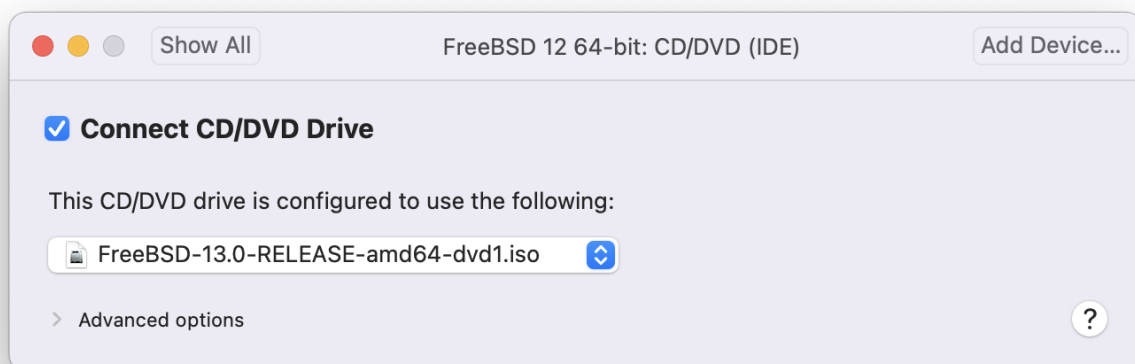 Show All
FreeBSD 12 64-bit: CD/DVD (IDE)
Add Device...
Connect CD/DVD Drive
This CD/DVD drive is configured to use the following:
FreeBSD-13.0-RELEASE-amd64-dvd1.iso
Advanced options
?